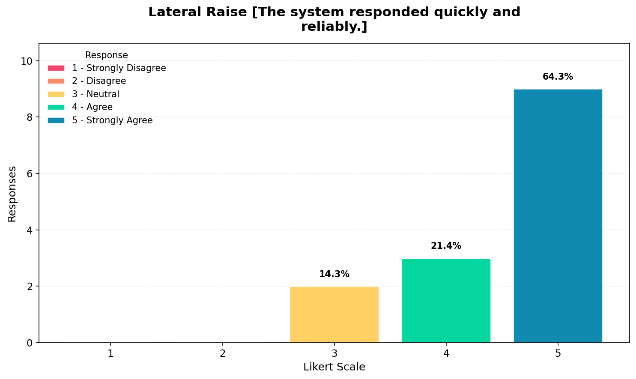 Lateral Raise [The system responded quickly and
reliably.]
Response
1 - Strongly Disagree
2 - Disagree
3 - Neutral
4 - Agree
5 - Strongly Agree
64.3%
21.4%
14.3%
10
8
6
4
2
0
Responses
1 2 3 4 5
Likert Scale